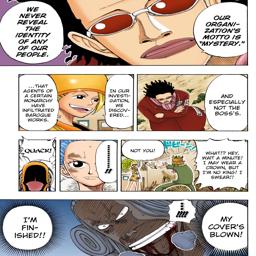 OUR
ORGANI-
ZATION'S
MOTTO IS
"MYSTERY."
WE
NEVER
REVEAL
THE
IDENTITY
OF ANY
OF OUR
PEOPLE.
AND
ESPECIALLY
NOT THE
BOSS'S.
IN OUR
INVESTI-
GATION,
WE
DISCOV-
ERED...
...THAT
AGENTS OF
A CERTAIN
MONARCHY
HAVE
INFILTRATED
BAROQUE
WORKS.
WHAT!? HEY,
WAIT A MINUTE!
I MAY WEAR A
CROWN, BUT
I'M NO KING! I
SWEAR!!
NOT YOU!
...!!
QUACK!
...!!!!
MY
COVER'S
BLOWN!
I'M
FIN-
ISHED!!